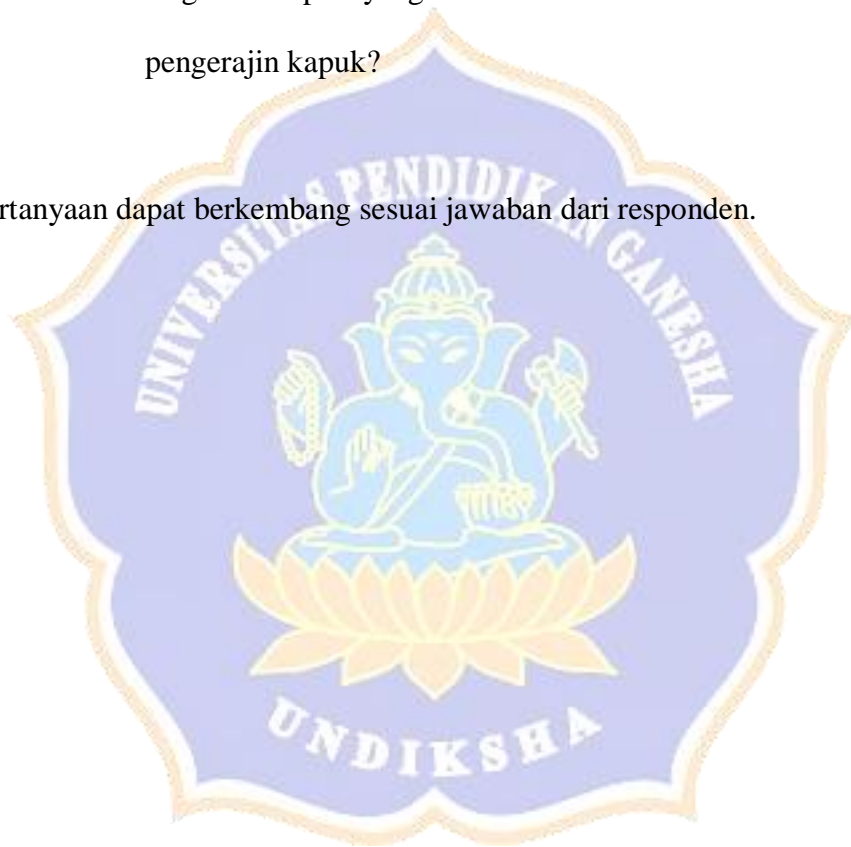 pengerajin kapuk?
rtanyaan dapat berkembang sesuai jawaban dari responden.
UNIVERSITAS PENDIDIKAN GANESHA
UNDIKSHA